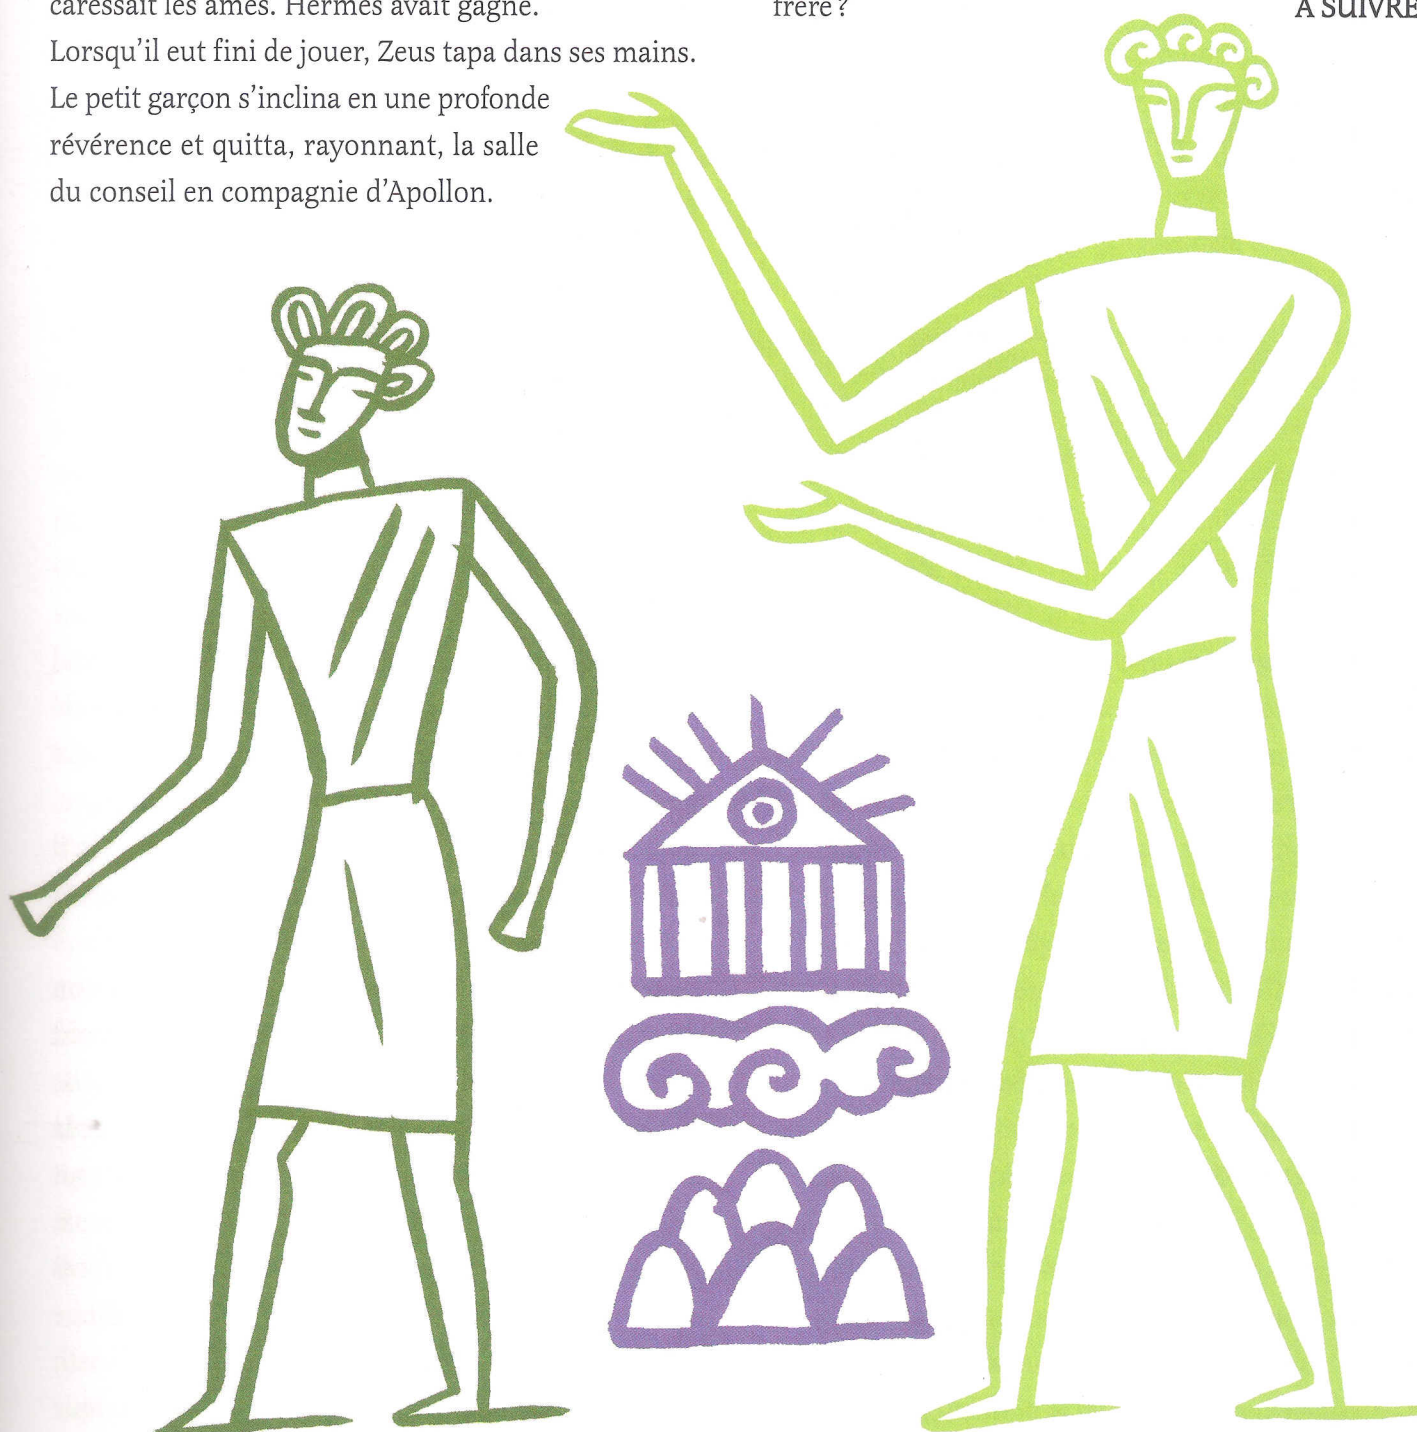 caressait les âmes. Hermès avait gagné.
Lorsqu'il eut fini de jouer, Zeus tapa dans ses mains.
Le petit garçon s'inclina en une profonde
révérence et quitta, rayonnant, la salle
du conseil en compagnie d'Apollon.
frère ?
À SUIVRE